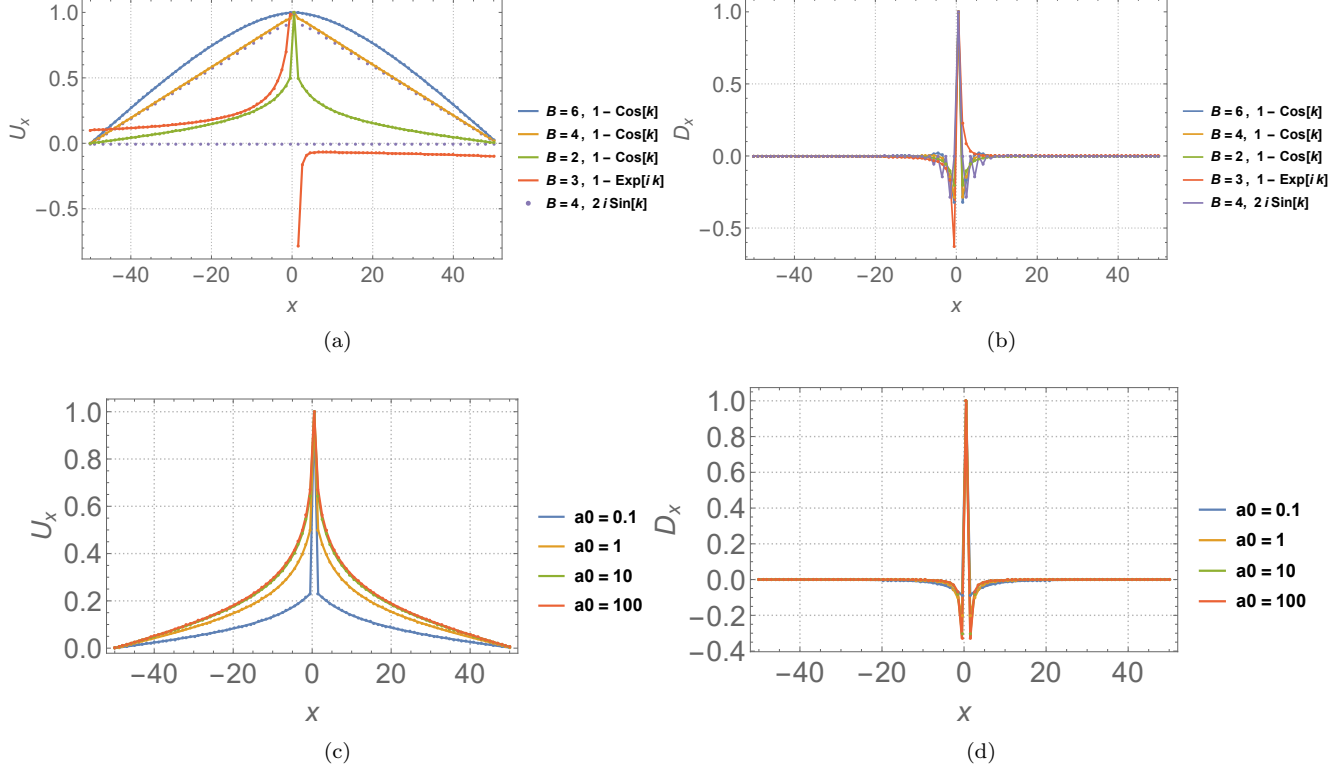 1.0
0.5
0.0
−0.5
U_x
−40
−20
0
20
40
x
B = 6, 1 − Cos[k]
B = 4, 1 − Cos[k]
B = 2, 1 − Cos[k]
B = 3, 1 − Exp[i k]
B = 4, 2 i Sin[k]
(a)
1.0
0.5
0.0
−0.5
D_x
−40
−20
0
20
40
x
B = 6, 1 − Cos[k]
B = 4, 1 − Cos[k]
B = 2, 1 − Cos[k]
B = 3, 1 − Exp[i k]
B = 4, 2 i Sin[k]
(b)
1.0
0.8
0.6
0.4
0.2
0.0
U_x
−40
−20
0
20
40
x
a0 = 0.1
a0 = 1
a0 = 10
a0 = 100
(c)
1.0
0.8
0.6
0.4
0.2
0.0
−0.2
−0.4
D_x
−40
−20
0
20
40
x
a0 = 0.1
a0 = 1
a0 = 10
a0 = 100
(d)